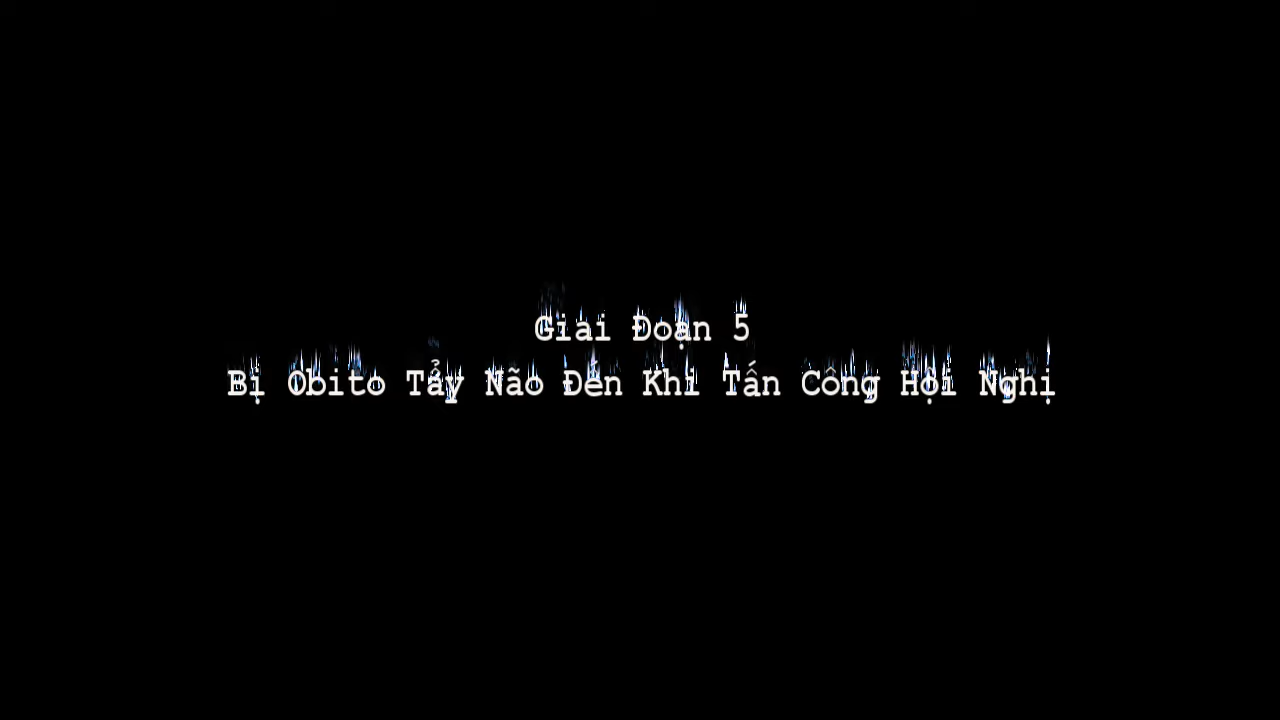 Giai Đoạn 5
Bị Obito Tẩy Não Đến Khi Tấn Công Hội Nghị